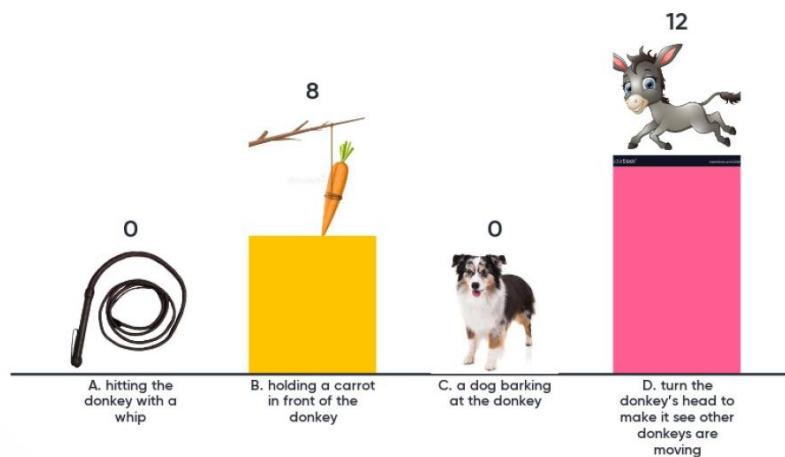 12
8
0
0
A. hitting the
donkey with a
whip
B. holding a carrot
in front of the
donkey
C. a dog barking
at the donkey
D. turn the
donkey's head to
make it see other
donkeys are
moving